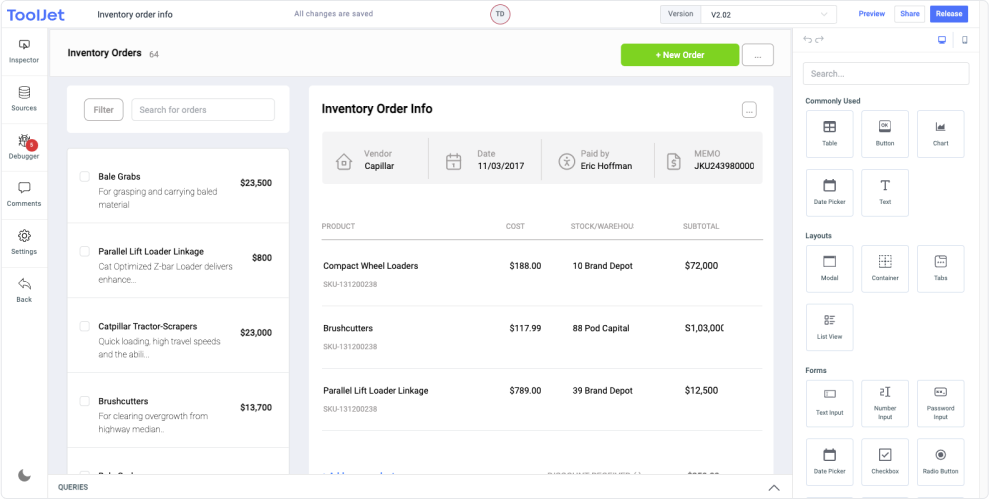 ToolJet
Inventory order info
All changes are saved
TD
Version
V2.02
Preview
Share
Release
Inspector
Sources
5
Debugger
Comments
Settings
Back
Inventory Orders 64
+ New Order
...
Filter
Search for orders
Bale Grabs
For grasping and carrying baled
material
$23,500
Parallel Lift Loader Linkage
Cat Optimized Z-bar Loader delivers
enhance...
$800
Catpillar Tractor-Scrapers
Quick loading, high travel speeds
and the abili...
$23,000
Brushcutters
For clearing overgrowth from
highway median..
$13,700
Inventory Order Info
...
Vendor
Capillar
1
Date
11/03/2017
Paid by
Eric Hoffman
$
MEMO
JKU243980000
PRODUCT COST STOCK/WAREHOU SUBTOTAL
Compact Wheel Loaders $188.00 10 Brand Depot $72,000
SKU-131200238
Brushcutters $117.99 88 Pod Capital S1,03,000
SKU-131200238
Parallel Lift Loader Linkage $789.00 39 Brand Depot $12,500
SKU-131200238
QUERIES
Search...
Commonly Used
Table
OK
Button
Chart
Date Picker
T
Text
Layouts
Modal
Container
Tabs
List View
Forms
Text Input
Number
Input
Password
Input
Date Picker
Checkbox
Radio Button